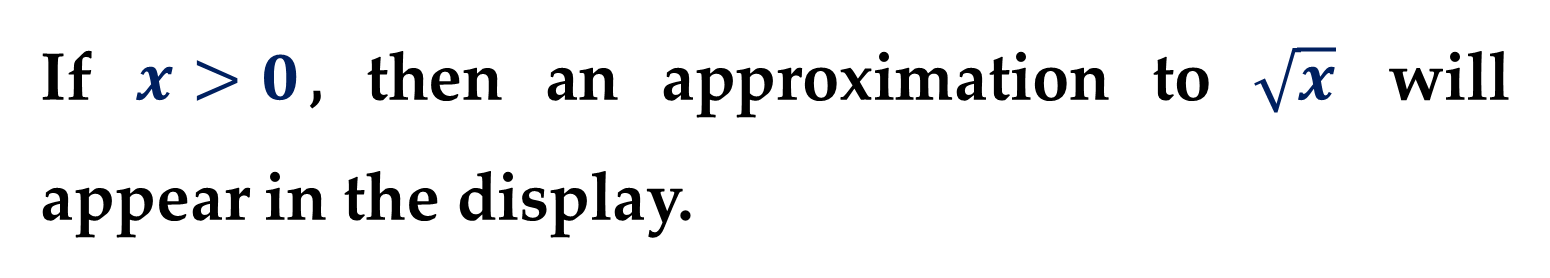 If x > 0, then an approximation to √x will
appear in the display.